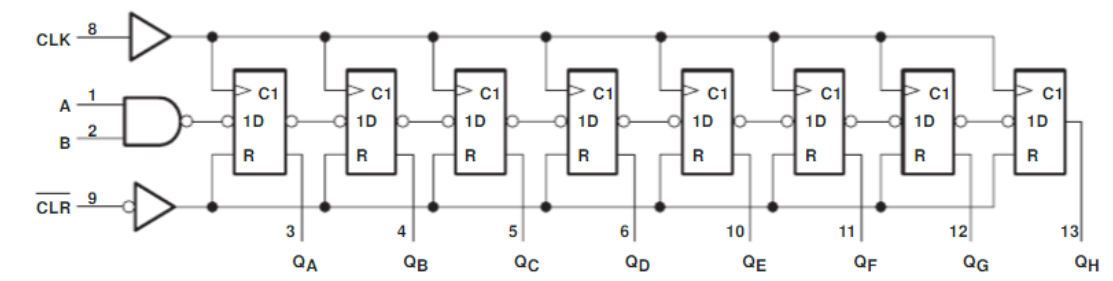 CLK 8
C1 C1 C1 C1 C1 C1 C1 C1
A 1
1D 1D 1D 1D 1D 1D 1D 1D
B 2
R R R R R R R R
CLR 9
3 4 5 6 10 11 12 13
QA QB QC QD QE QF QG QH